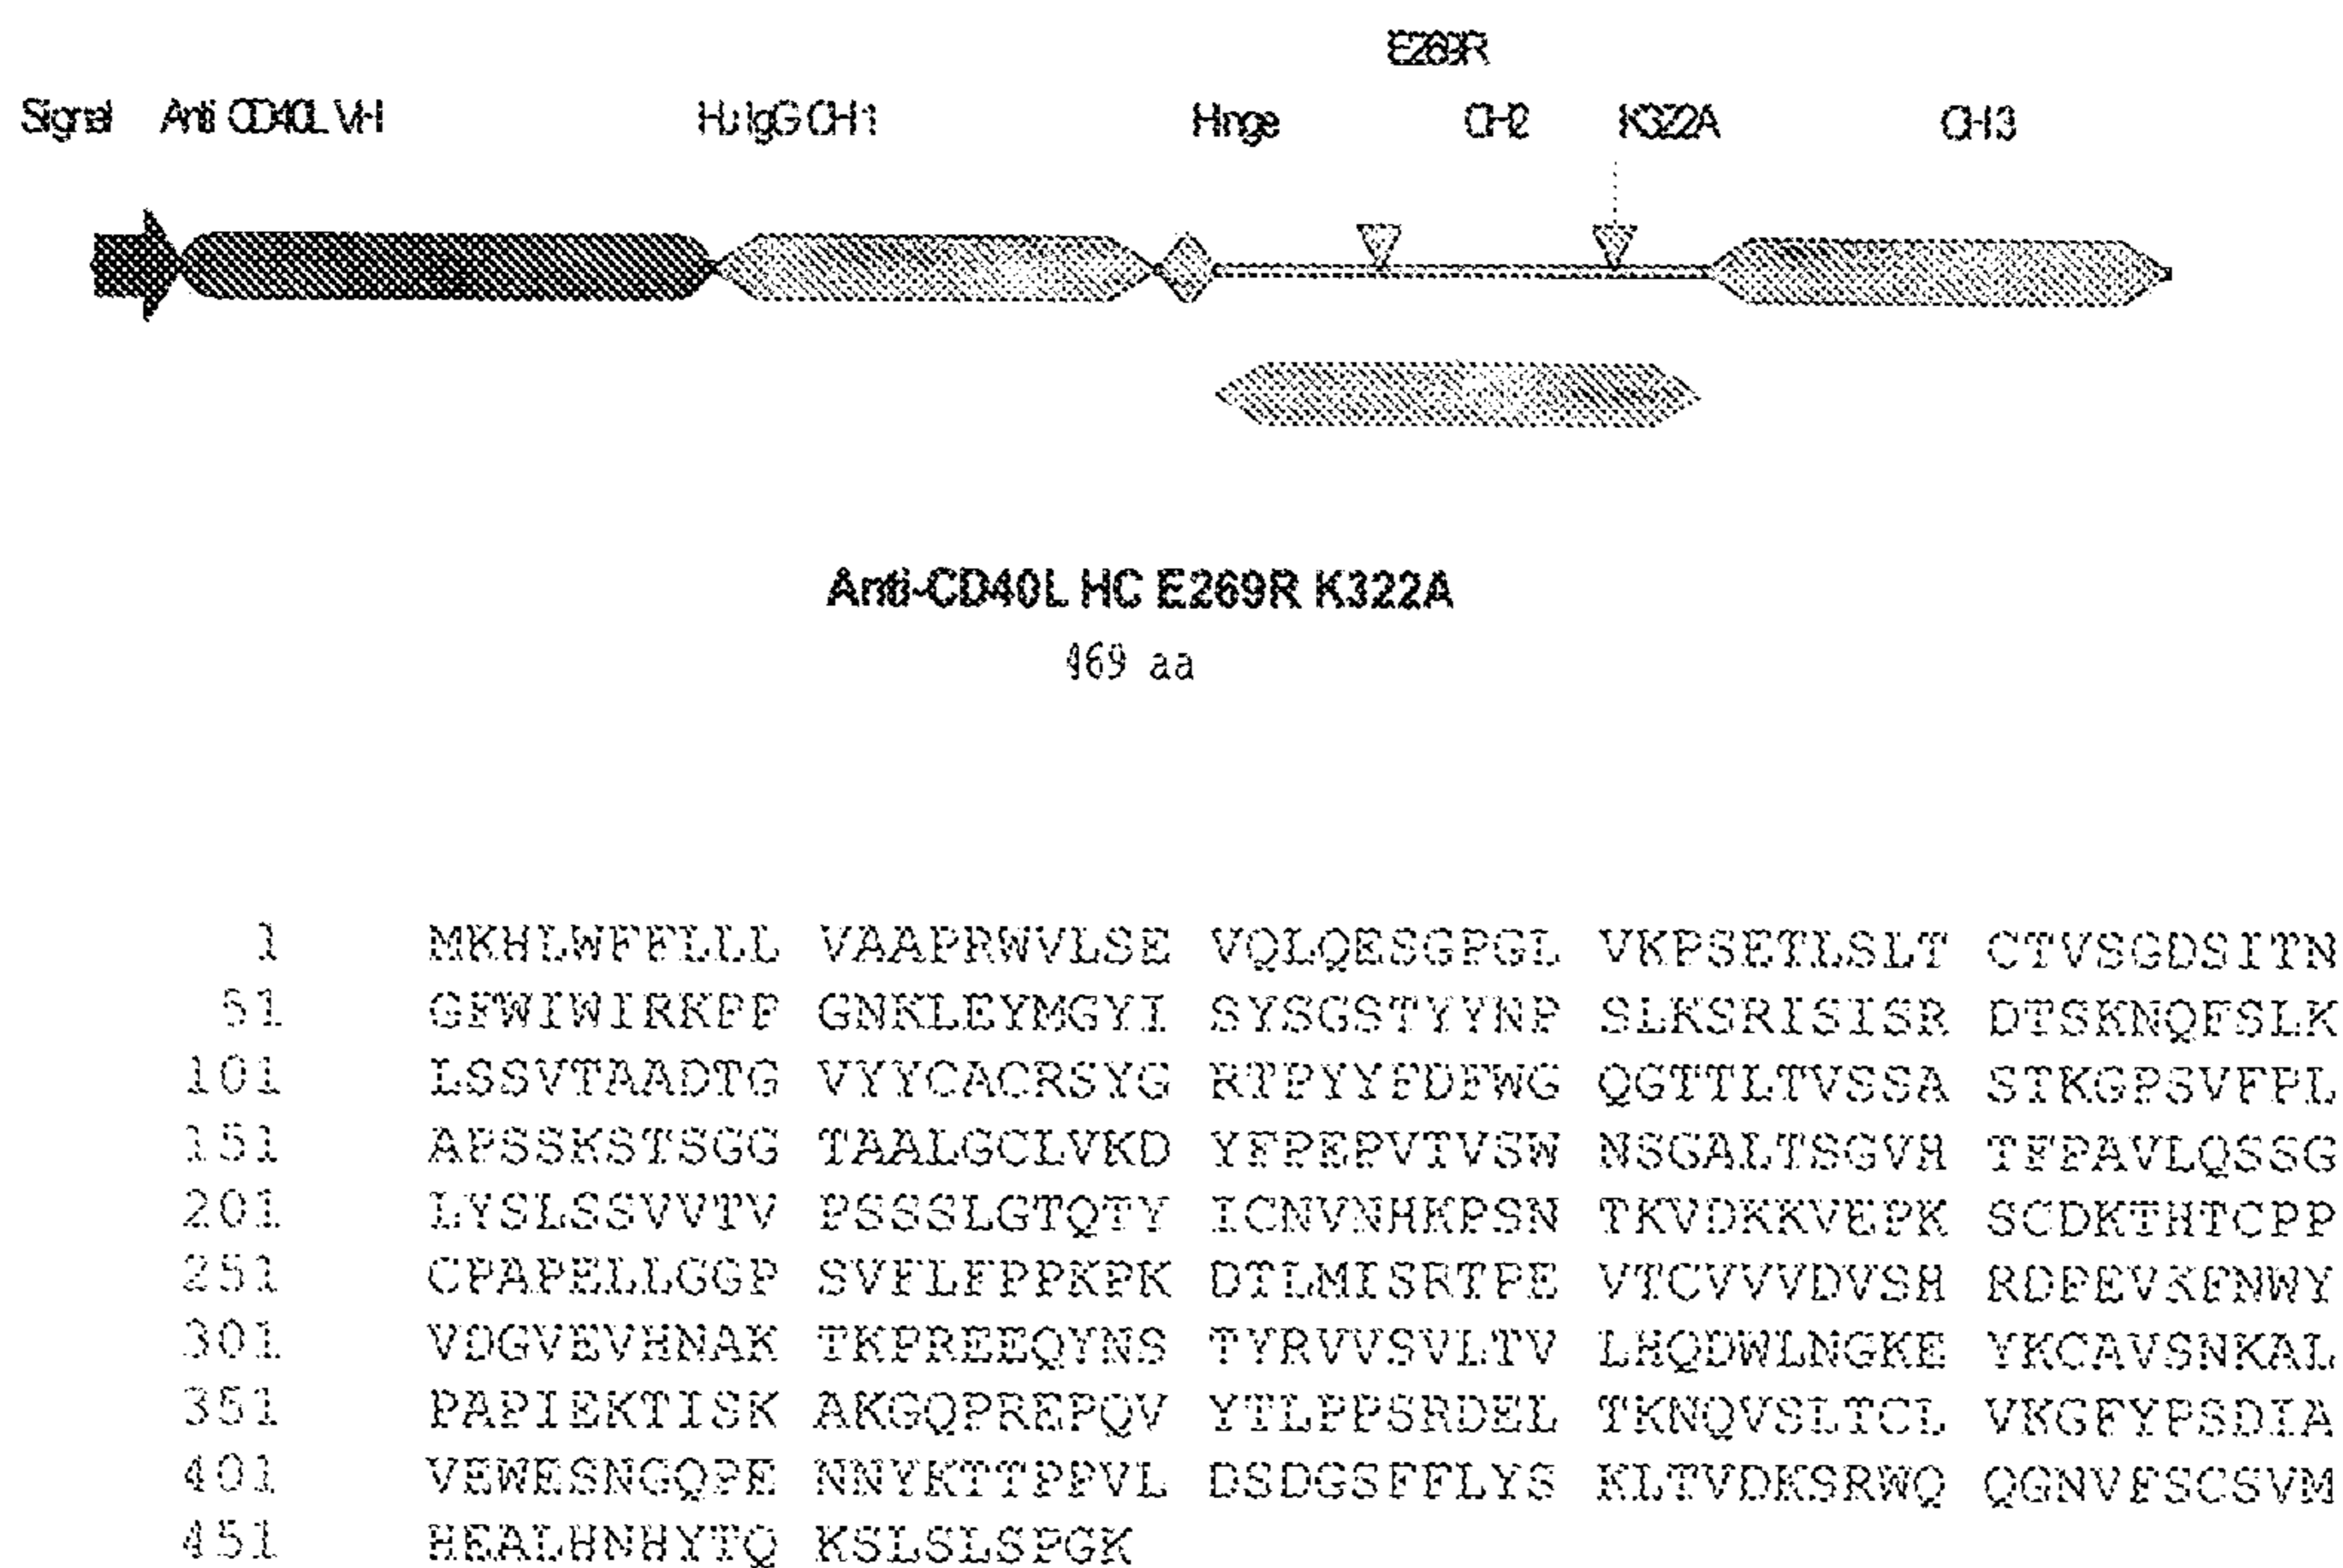 E269R
Signal Anti CD40L VH Hu IgG CH1 Hinge CH2 K322A CH3
Anti-CD40L HC E269R K322A
469 aa
1 MKHLWFFLLL VAAPRWVLSE VQLQESGPGL VKPSETLSLT CTVSGDSITN
51 GFWIWIRKPP GNKLEYMGYI SYSGSTYYNP SLKSRISISR DTSKNQFSLK
101 LSSVTAADTG VYYCACRSYG RTPYYFDFWG QGTTLTVSSA STKGPSVFPL
151 APSSKSTSGG TAALGCLVKD YFPEPVTVSW NSGALTSGVH TFPAVLQSSG
201 LYSLSSVVTV PSSSLGTQTY ICNVNHKPSN TKVDKKVEPK SCDKTHTCPP
251 CPAPELLGGP SVFLFPPKPK DTLMISRTPE VTCVVVDVSH RDPEVKFNWY
301 VDGVEVHNAK TKPREEQYNS TYRVVSVLTV LHQDWLNGKE YKCAVSNKAL
351 PAPIEKTISK AKGQPREPQV YTLPPSRDEL TKNQVSLTCL VKGFYPSDIA
401 VEWESNGQPE NNYKTTPPVL DSDGSFFLYS KLTVDKSRWQ QGNVFSCSVM
451 HEALHNHYTQ KSLSLSPGK